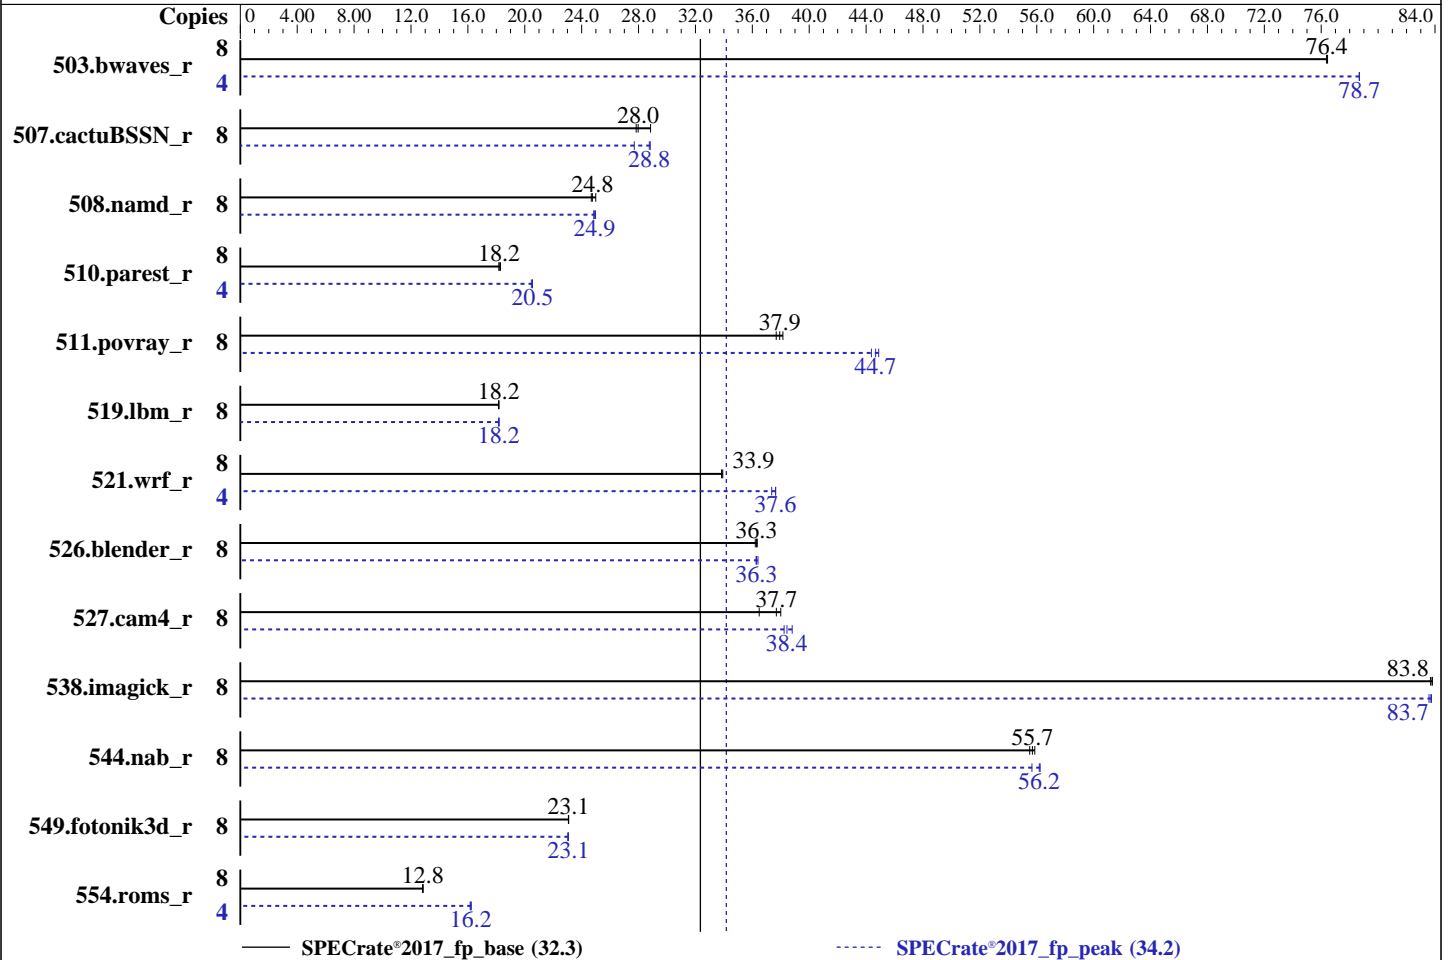 Copies 0 4.00 8.00 12.0 16.0 20.0 24.0 28.0 32.0 36.0 40.0 44.0 48.0 52.0 56.0 60.0 64.0 68.0 72.0 76.0 84.0
8 76.4
503.bwaves_r
4 78.7
28.0
507.cactuBSSN_r 8
28.8
24.8
508.namd_r 8
24.9
8 18.2
510.parest_r
4 20.5
37.9
511.povray_r 8
44.7
18.2
519.lbm_r 8
18.2
8 33.9
521.wrf_r
4 37.6
36.3
526.blender_r 8
36.3
37.7
527.cam4_r 8
38.4
83.8
538.imagick_r 8
83.7
55.7
544.nab_r 8
56.2
23.1
549.fotonik3d_r 8
23.1
8 12.8
554.roms_r
4 16.2
SPECrate®2017_fp_base (32.3) SPECrate®2017_fp_peak (34.2)